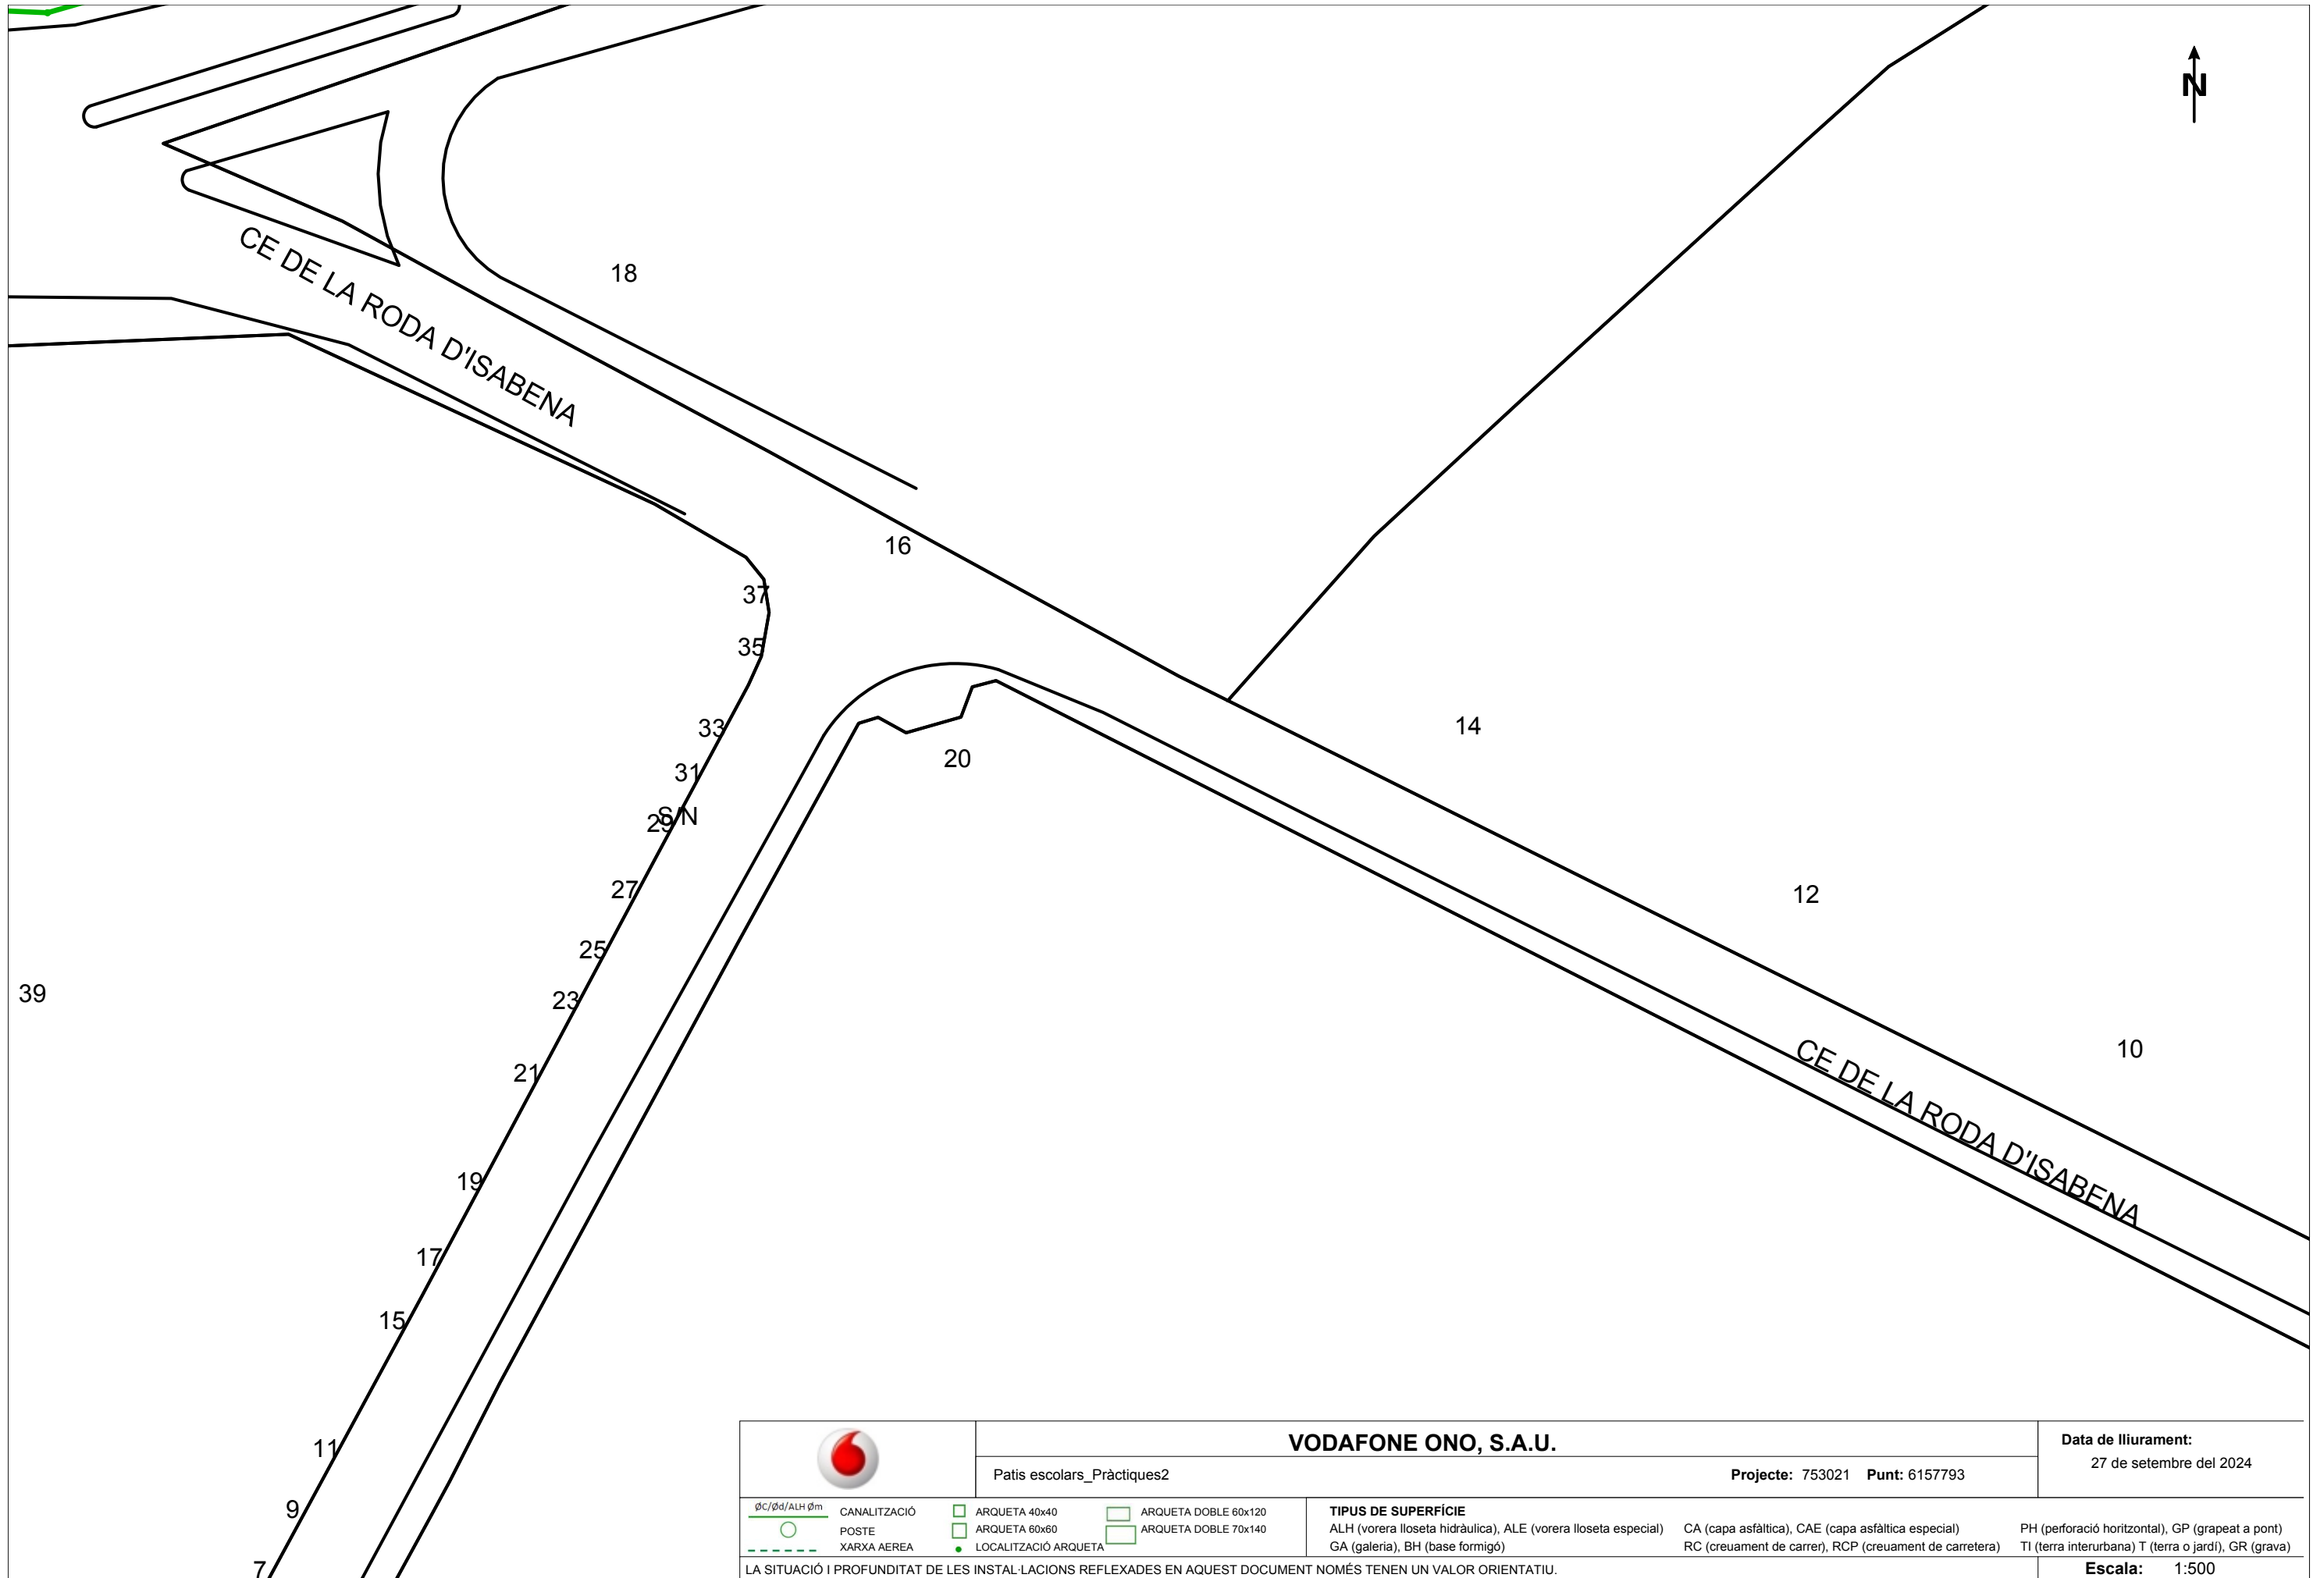 N
CE DE LA RODA D'ISABENA
18
16
37
35
33
31
S/N
29
27
25
23
21
19
17
15
11
9
7
39
20
14
12
10
CE DE LA RODA D'ISABENA
VODAFONE ONO, S.A.U.
Patis escolars_Pràctiques2
Projecte: 753021 Punt: 6157793
Data de lliurament:
27 de setembre del 2024
ØC/Ød/ALH Øm
CANALITZACIÓ
POSTE
XARXA AEREA
ARQUETA 40x40
ARQUETA 60x60
LOCALITZACIÓ ARQUETA
ARQUETA DOBLE 60x120
ARQUETA DOBLE 70x140
TIPUS DE SUPERFÍCIE
ALH (vorera lloseta hidràulica), ALE (vorera lloseta especial)
GA (galeria), BH (base formigó)
CA (capa asfàltica), CAE (capa asfàltica especial)
RC (creuament de carrer), RCP (creuament de carretera)
PH (perforació horitzontal), GP (grapeat a pont)
TI (terra interurbana) T (terra o jardí), GR (grava)
LA SITUACIÓ I PROFUNDITAT DE LES INSTAL·LACIONS REFLEXADES EN AQUEST DOCUMENT NOMÉS TENEN UN VALOR ORIENTATIU.
Escala: 1:500